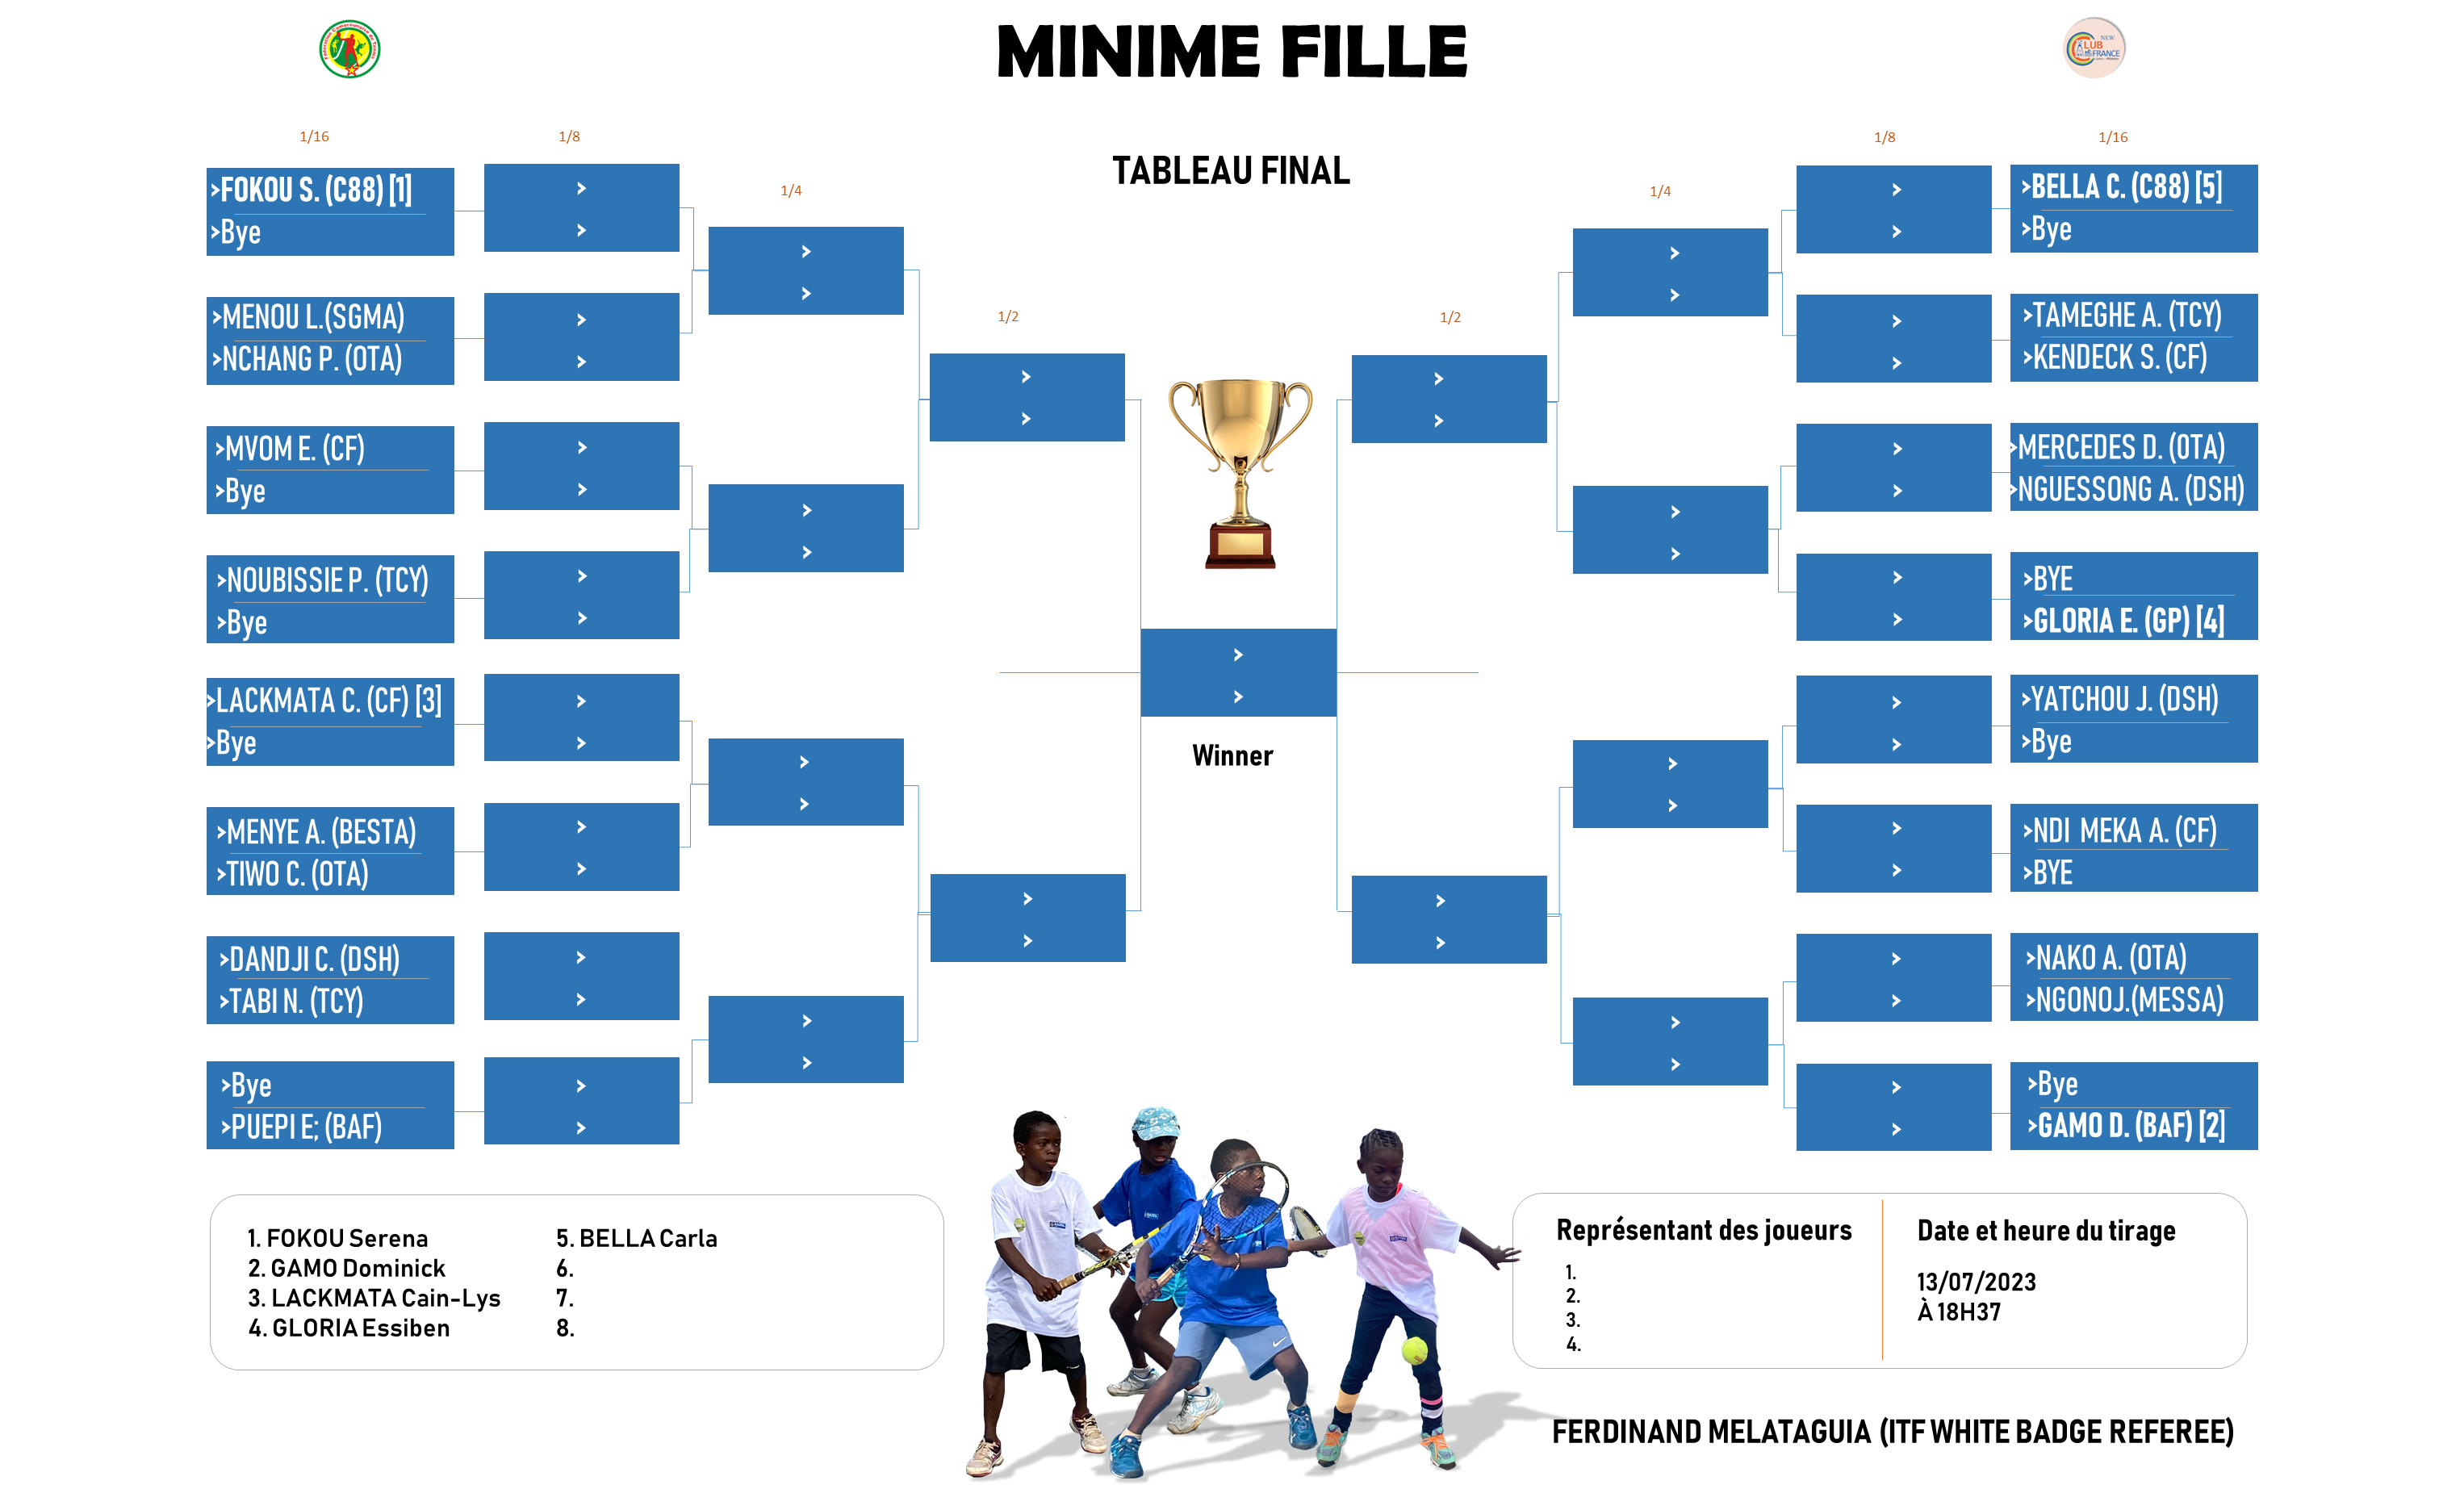 MINIME FILLE
NEW
CLUB
FRANCE
1/16
1/8
1/4
1/2
TABLEAU FINAL
1/2
1/4
1/8
1/16
>FOKOU S. (C88) [1]
>Bye
>MENOU L.(SGMA)
>NCHANG P. (OTA)
>MVOM E. (CF)
>Bye
>NOUBISSIE P. (TCY)
>Bye
>LACKMATA C. (CF) [3]
>Bye
>MENYE A. (BESTA)
>TIWO C. (OTA)
>DANDJI C. (DSH)
>TABI N. (TCY)
>Bye
>PUEPI E; (BAF)
Winner
>BELLA C. (C88) [5]
>Bye
>TAMEGHE A. (TCY)
>KENDECK S. (CF)
>MERCEDES D. (OTA)
>NGUESSONG A. (DSH)
>BYE
>GLORIA E. (GP) [4]
>YATCHOU J. (DSH)
>Bye
>NDI MEKA A. (CF)
>BYE
>NAKO A. (OTA)
>NGONOJ.(MESSA)
>Bye
>GAMO D. (BAF) [2]
1. FOKOU Serena
2. GAMO Dominick
3. LACKMATA Cain-Lys
4. GLORIA Essiben
5. BELLA Carla
6.
7.
8.
Représentant des joueurs
1.
2.
3.
4.
Date et heure du tirage
13/07/2023
À 18H37
FERDINAND MELATAGUIA (ITF WHITE BADGE REFEREE)